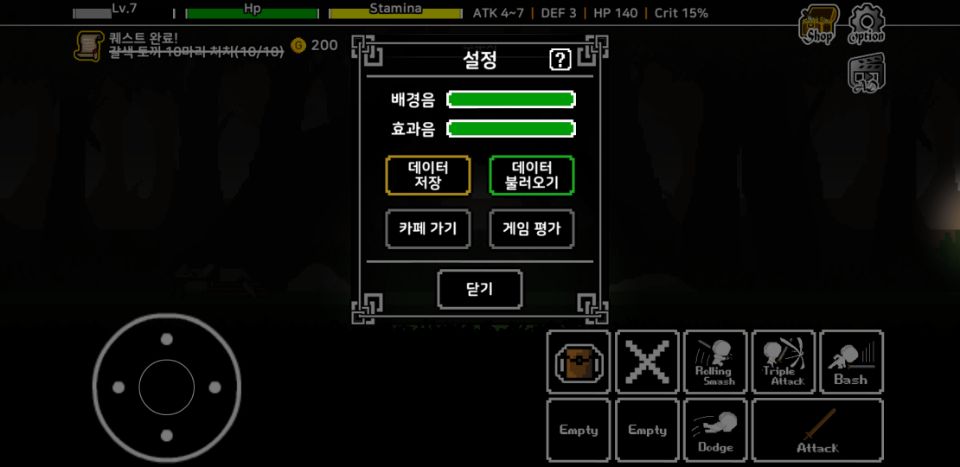 Lv.7
Hp
Stamina
ATK 4~7 | DEF 3 | HP 140 | Crit 15%
퀘스트 완료!
갈색 토끼 10마리 처치(10/10)
G 200
Shop
option
설정
?
배경음
효과음
데이터
저장
데이터
불러오기
카페 가기
게임 평가
닫기
Rolling
Smash
Triple
Attack
Bash
Empty
Empty
Dodge
Attack